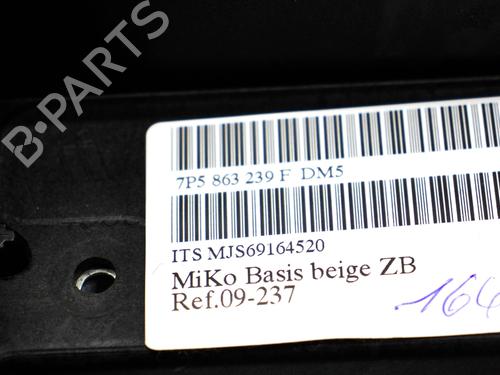 B-PARTS
7P5 863 239 F DM5
ITS MJS69164520
MiKo Basis beige ZB
Ref.09-237
164